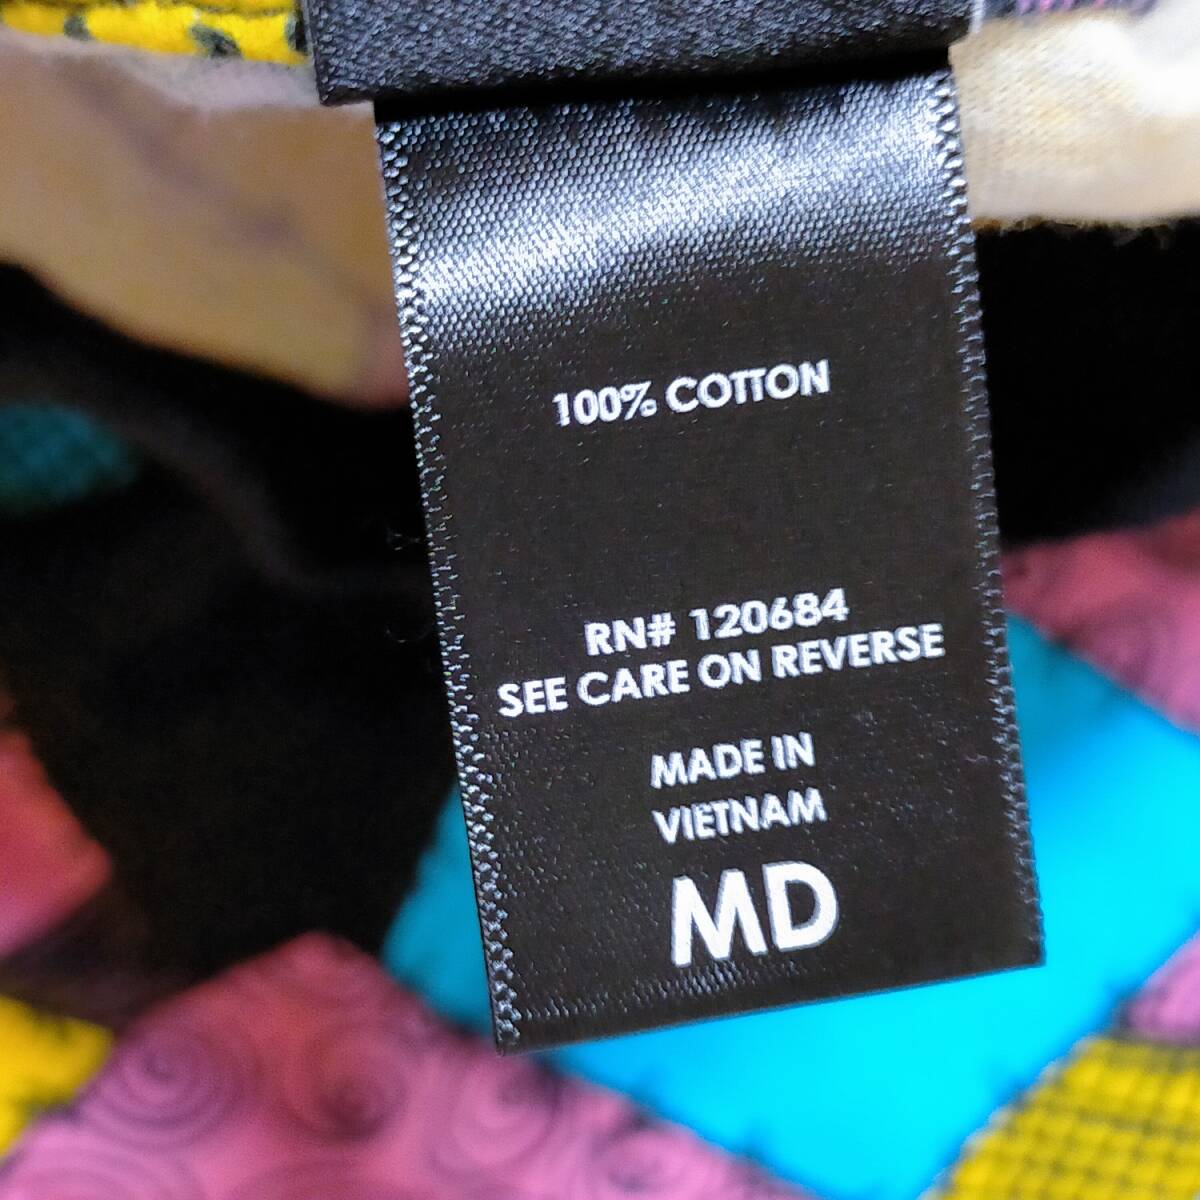 100% COTTON
RN# 120684
SEE CARE ON REVERSE
MADE IN
VIETNAM
MD